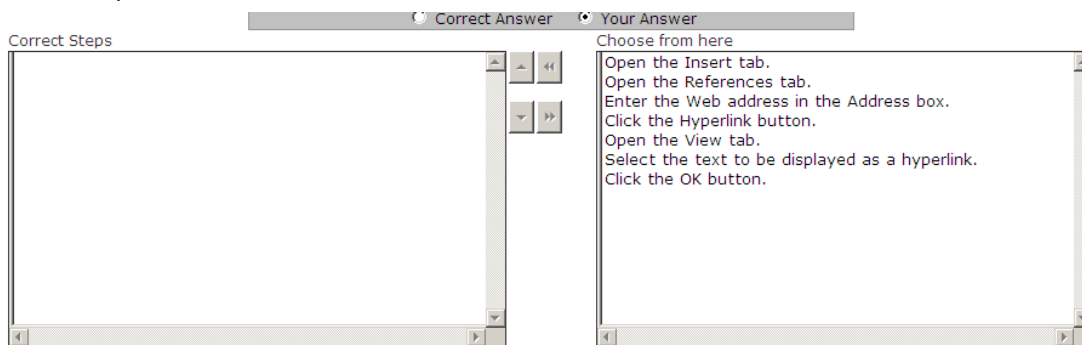 Correct Answer Your Answer
Correct Steps
Choose from here
Open the Insert tab.
Open the References tab.
Enter the Web address in the Address box.
Click the Hyperlink button.
Open the View tab.
Select the text to be displayed as a hyperlink.
Click the OK button.